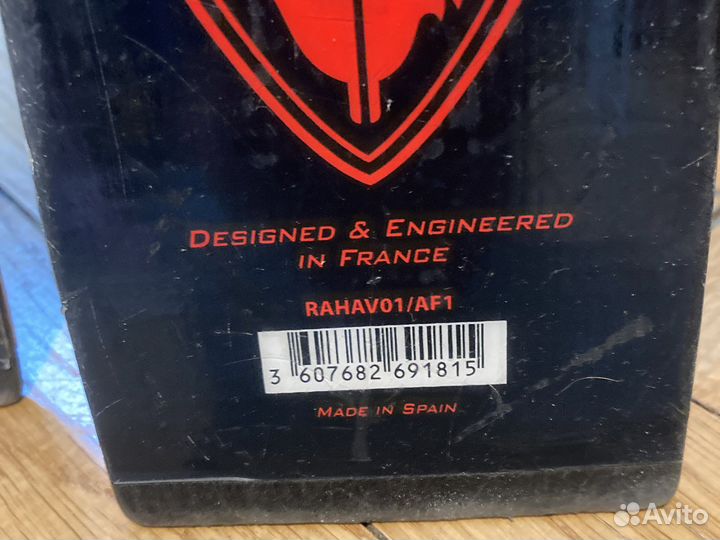 DESIGNED & ENGINEERED
IN FRANCE
RAHAV01/AF1
3 607682 691815
MADE IN SPAIN
Avito